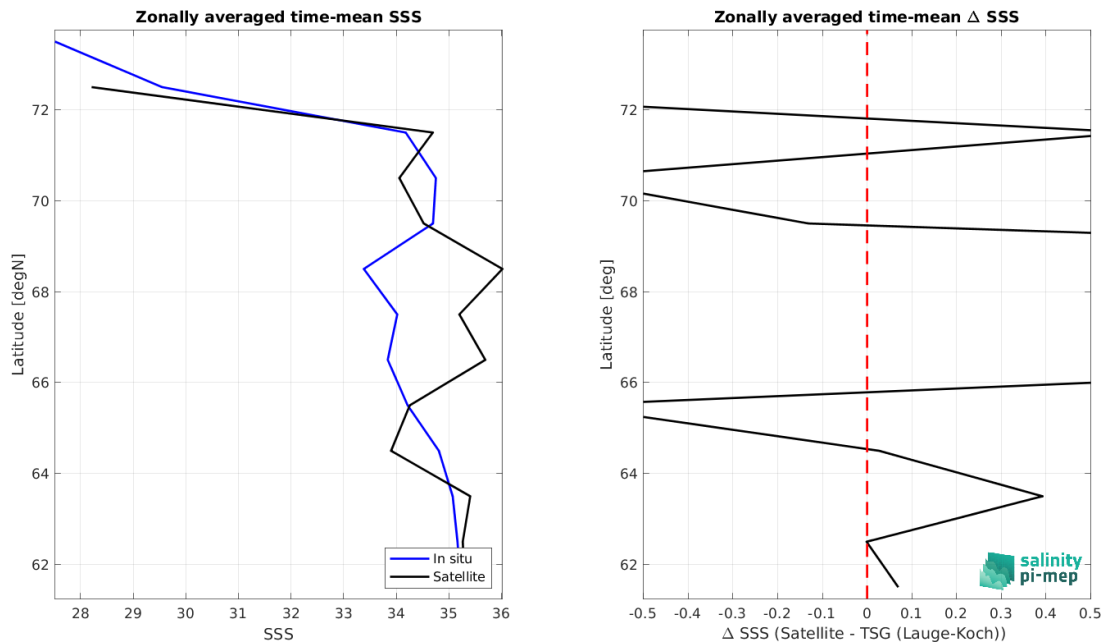 Zonally averaged time-mean SSS
72
70
68
66
64
62
Latitude [degN]
28 29 30 31 32 33 34 35 36
SSS
In situ
Satellite
Zonally averaged time-mean Δ SSS
72
70
68
66
64
62
Latitude [deg]
-0.5 -0.4 -0.3 -0.2 -0.1 0 0.1 0.2 0.3 0.4 0.5
Δ SSS (Satellite - TSG (Lauge-Koch))
salinity
pi-mep